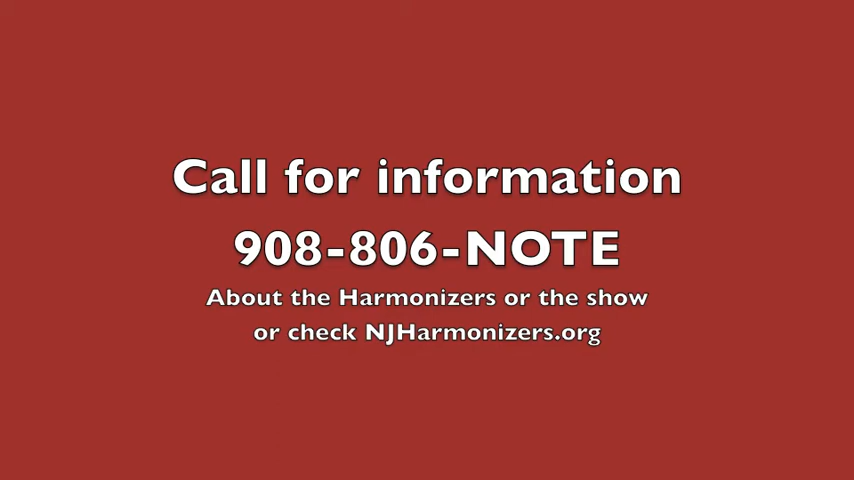 Call for information
908-806-NOTE
About the Harmonizers or the show
or check NJHarmonizers.org